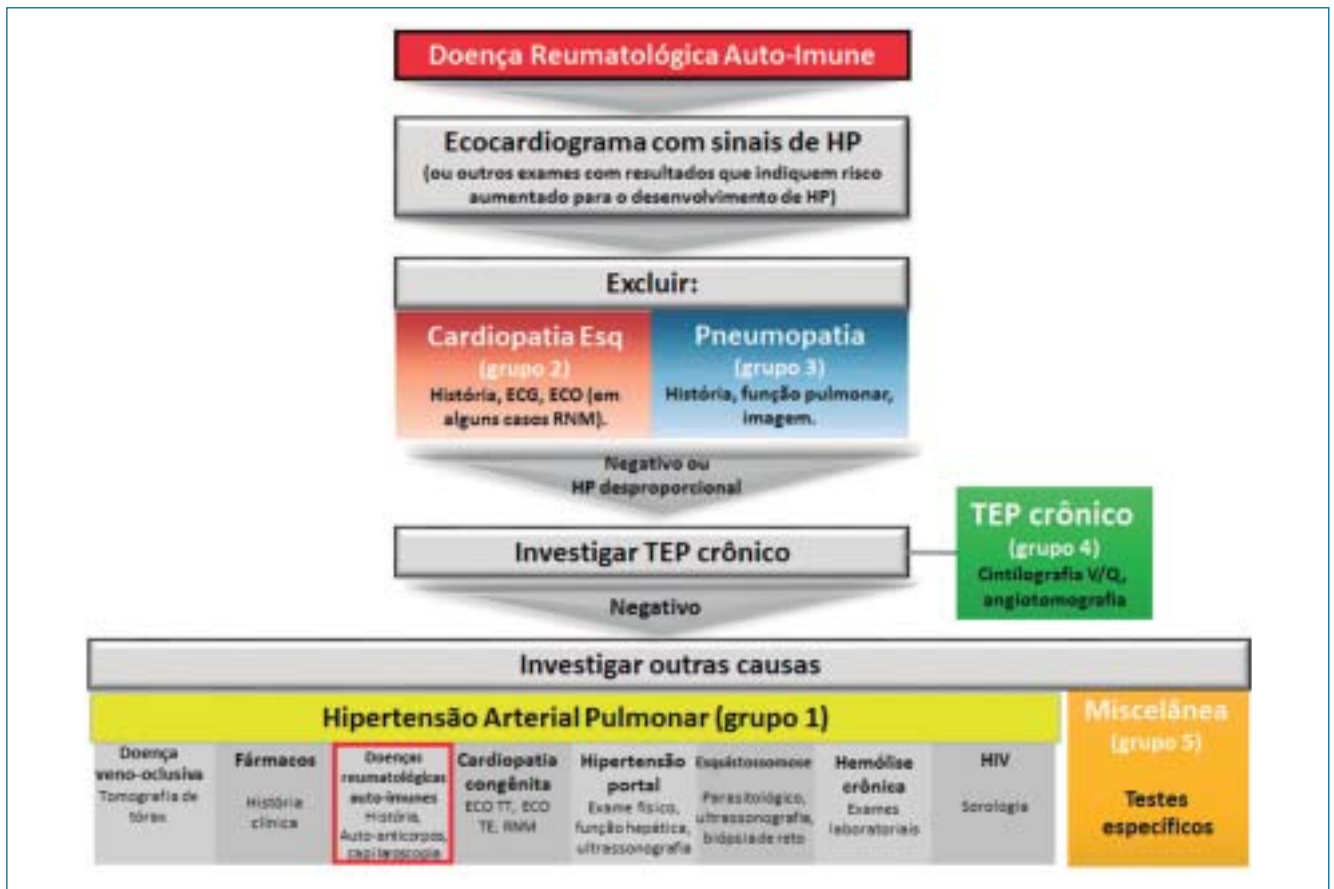 Doença Reumatológica Auto-Imune
Ecocardiograma com sinais de HP
(ou outros exames com resultados que indiquem risco
aumentado para o desenvolvimento de HP)
Excluir:
Cardiopatia Esq
(grupo 2)
História, ECG, ECO (em
alguns casos RNM).
Pneumopatia
(grupo 3)
História, função pulmonar,
imagem.
Negativo ou
HP desproporcional
Investigar TEP crônico
TEP crônico
(grupo 4)
Cintilografia V/Q,
angiotomografia
Negativo
Investigar outras causas
Hipertensão Arterial Pulmonar (grupo 1)
Doença
veno-oclusiva
Tomografia de
tórax
Fármacos
História
clínica
Doenças
reumatológicas
auto-imunes
História,
Auto-anticorpos,
capilaroscopia
Cardiopatia
congênita
ECO TT, ECO
TE, RNM
Hipertensão
portal
Exame físico,
função hepática,
ultrassonografia
Esquistossomose
Parasitológico,
ultrassonografia,
biópsia de reto
Hemólise
crônica
Exames
laboratoriais
HIV
Sorologia
Miscelânea
(grupo 5)
Testes
específicos